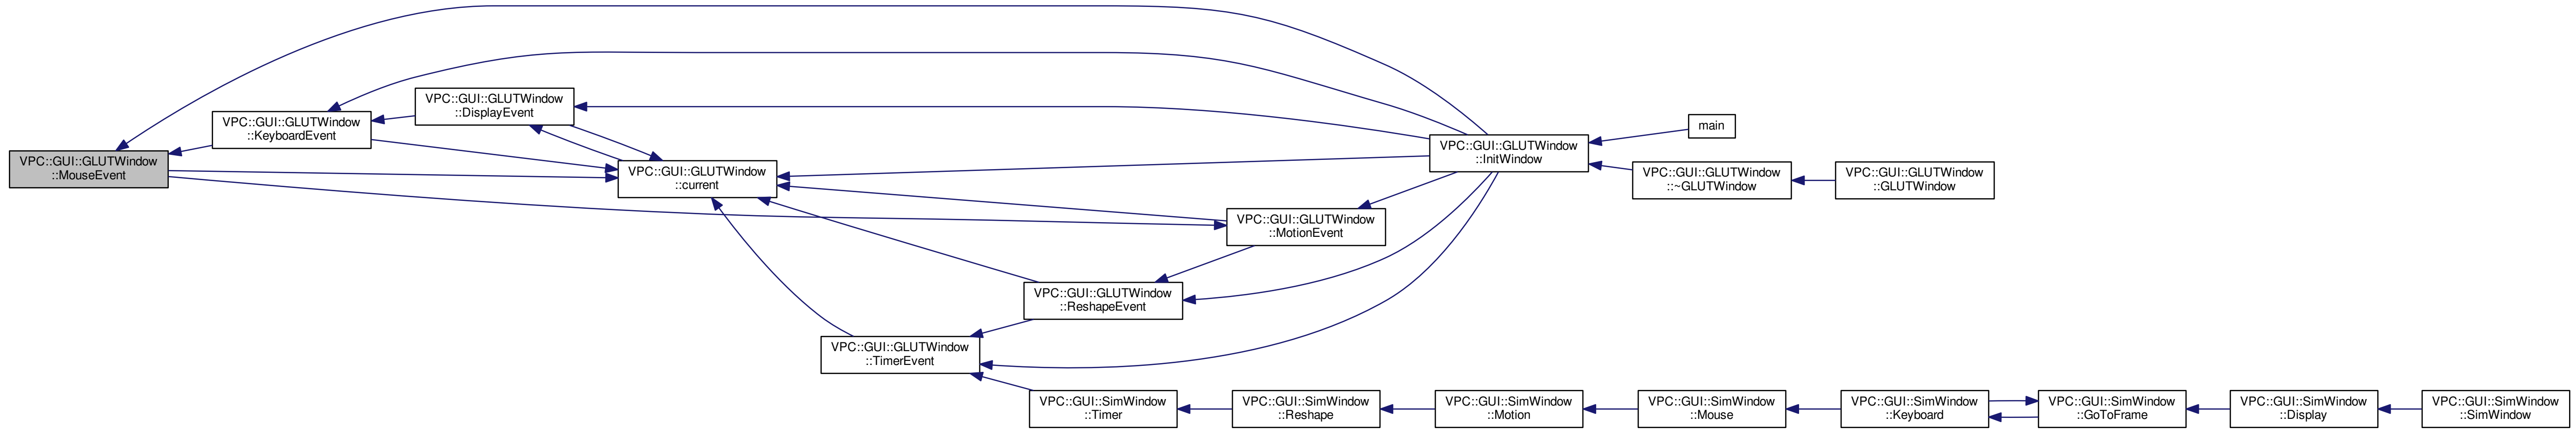 VPC::GUI::GLUTWindow
::MouseEvent
VPC::GUI::GLUTWindow
::KeyboardEvent
VPC::GUI::GLUTWindow
::DisplayEvent
VPC::GUI::GLUTWindow
::current
VPC::GUI::GLUTWindow
::InitWindow
main
VPC::GUI::GLUTWindow
::~GLUTWindow
VPC::GUI::GLUTWindow
::GLUTWindow
VPC::GUI::GLUTWindow
::MotionEvent
VPC::GUI::GLUTWindow
::ReshapeEvent
VPC::GUI::GLUTWindow
::TimerEvent
VPC::GUI::SimWindow
::Timer
VPC::GUI::SimWindow
::Reshape
VPC::GUI::SimWindow
::Motion
VPC::GUI::SimWindow
::Mouse
VPC::GUI::SimWindow
::Keyboard
VPC::GUI::SimWindow
::GoToFrame
VPC::GUI::SimWindow
::Display
VPC::GUI::SimWindow
::SimWindow